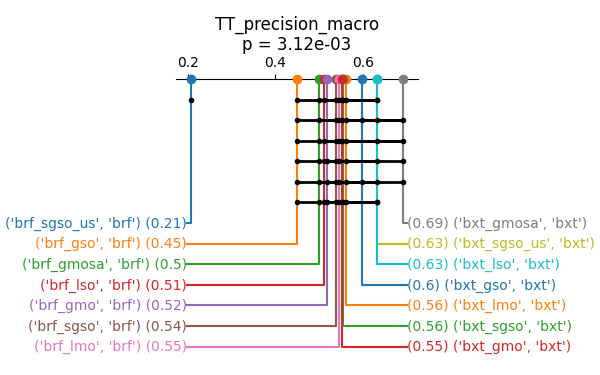 TT_precision_macro
p = 3.12e-03
0.2 0.4 0.6
('brf_sgso_us', 'brf') (0.21) (0.69) ('bxt_gmosa', 'bxt')
('brf_gso', 'brf') (0.45) (0.63) ('bxt_sgso_us', 'bxt')
('brf_gmosa', 'brf') (0.5) (0.63) ('bxt_lso', 'bxt')
('brf_lso', 'brf') (0.51) (0.6) ('bxt_gso', 'bxt')
('brf_gmo', 'brf') (0.52) (0.56) ('bxt_lmo', 'bxt')
('brf_sgso', 'brf') (0.54) (0.56) ('bxt_sgso', 'bxt')
('brf_lmo', 'brf') (0.55) (0.55) ('bxt_gmo', 'bxt')